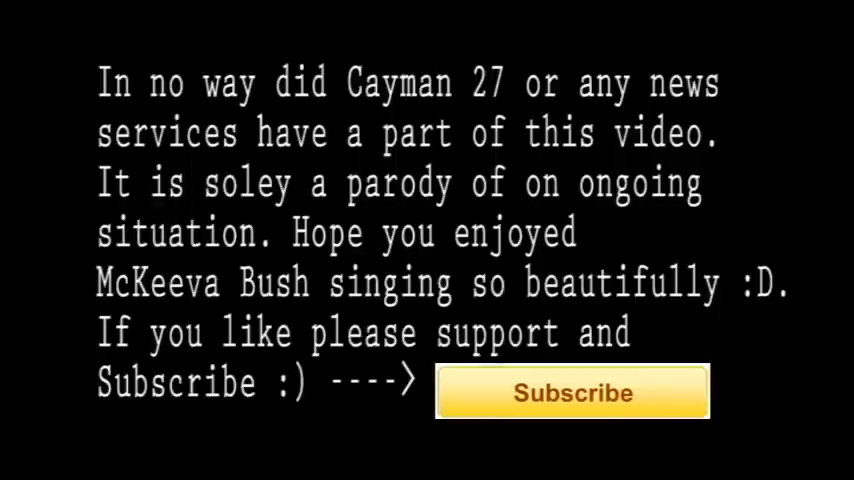 In no way did Cayman 27 or any news
services have a part of this video.
It is soley a parody of on ongoing
situation. Hope you enjoyed
McKeeva Bush singing so beautifully :D.
If you like please support and
Subscribe :) ----> Subscribe